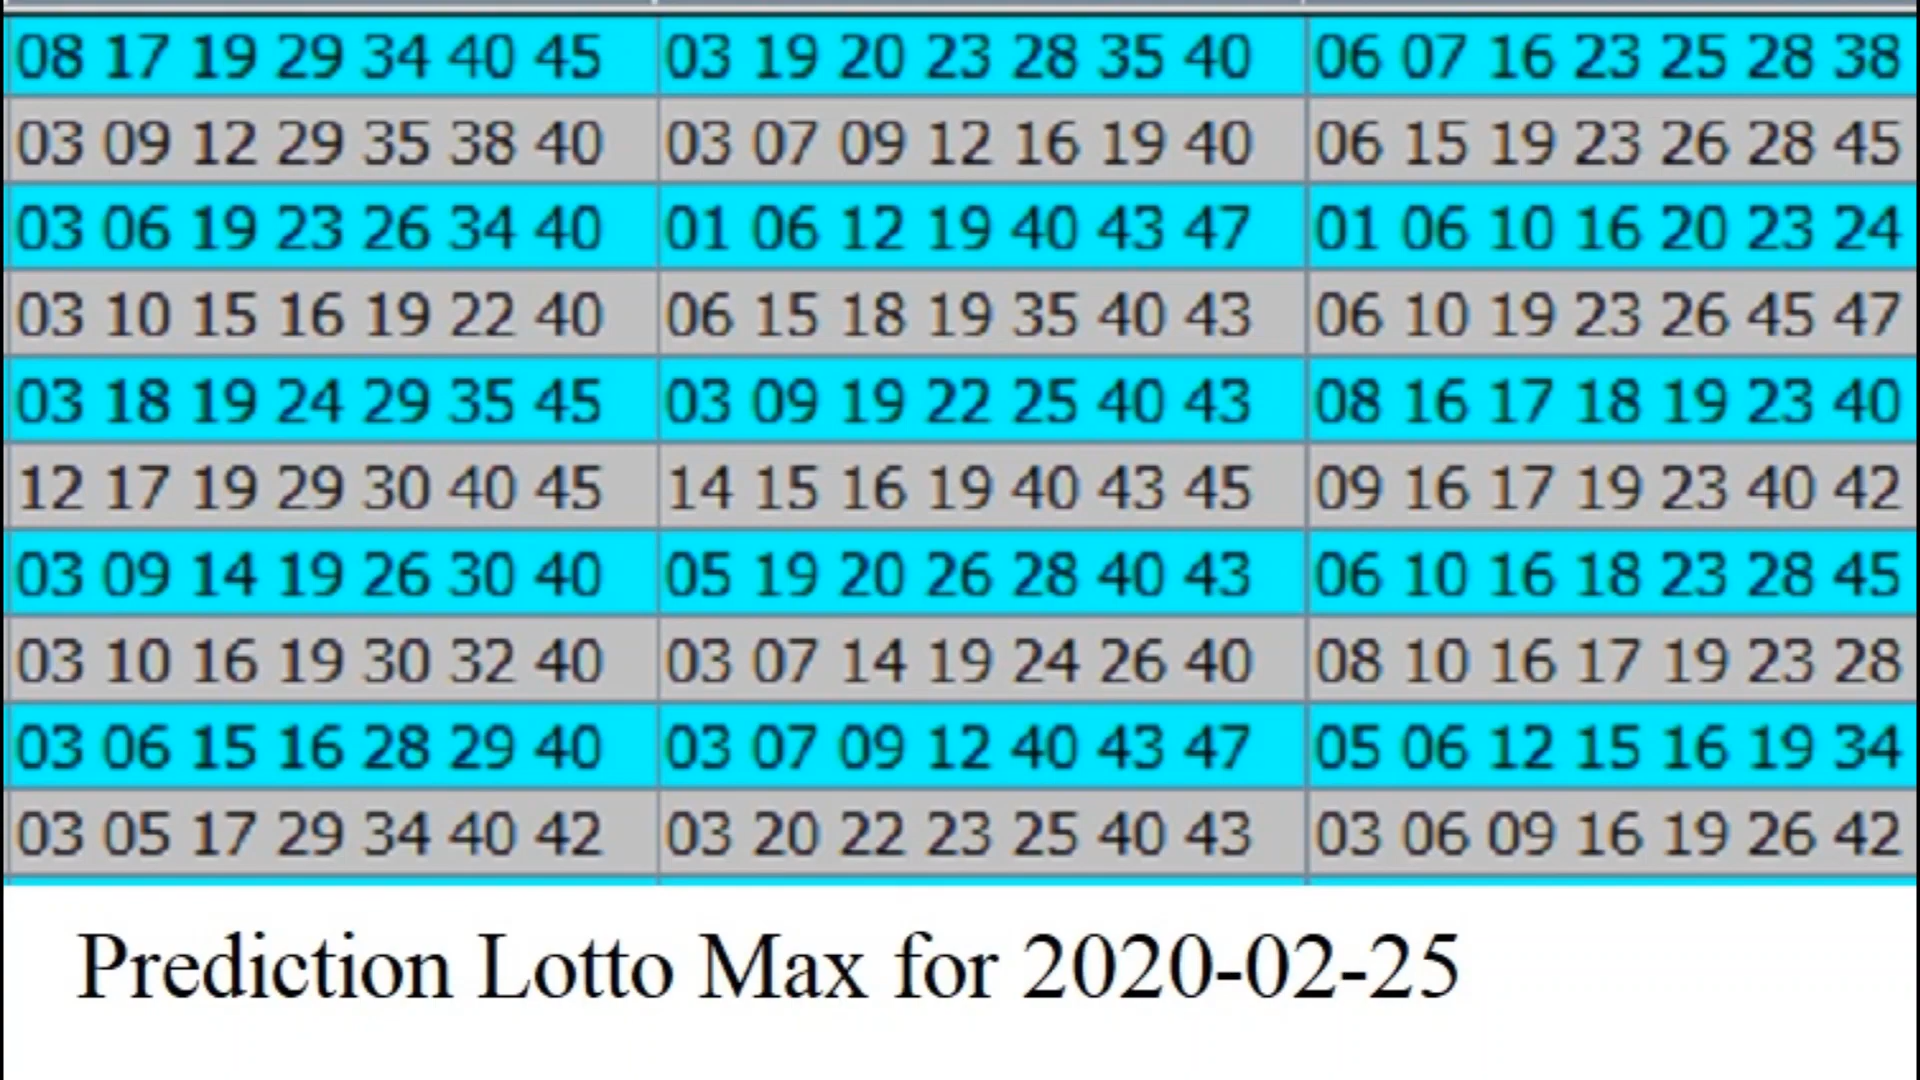 08 17 19 29 34 40 45 03 19 20 23 28 35 40 06 07 16 23 25 28 38
03 09 12 29 35 38 40 03 07 09 12 16 19 40 06 15 19 23 26 28 45
03 06 19 23 26 34 40 01 06 12 19 40 43 47 01 06 10 16 20 23 24
03 10 15 16 19 22 40 06 15 18 19 35 40 43 06 10 19 23 26 45 47
03 18 19 24 29 35 45 03 09 19 22 25 40 43 08 16 17 18 19 23 40
12 17 19 29 30 40 45 14 15 16 19 40 43 45 09 16 17 19 23 40 42
03 09 14 19 26 30 40 05 19 20 26 28 40 43 06 10 16 18 23 28 45
03 10 16 19 30 32 40 03 07 14 19 24 26 40 08 10 16 17 19 23 28
03 06 15 16 28 29 40 03 07 09 12 40 43 47 05 06 12 15 16 19 34
03 05 17 29 34 40 42 03 20 22 23 25 40 43 03 06 09 16 19 26 42
Prediction Lotto Max for 2020-02-25